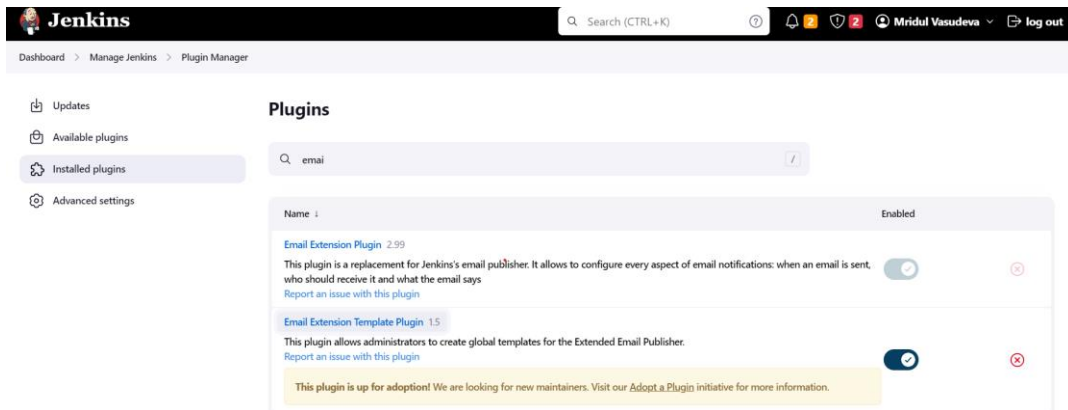 Jenkins
Search (CTRL+K)
2
2
Mridul Vasudeva
log out
Dashboard > Manage Jenkins > Plugin Manager
Updates
Available plugins
Installed plugins
Advanced settings
Plugins
emai
/
Name ↓
Enabled
Email Extension Plugin 2.99
This plugin is a replacement for Jenkins's email publisher. It allows to configure every aspect of email notifications: when an email is sent,
who should receive it and what the email says
Report an issue with this plugin
Email Extension Template Plugin 1.5
This plugin allows administrators to create global templates for the Extended Email Publisher.
Report an issue with this plugin
This plugin is up for adoption! We are looking for new maintainers. Visit our Adopt a Plugin initiative for more information.